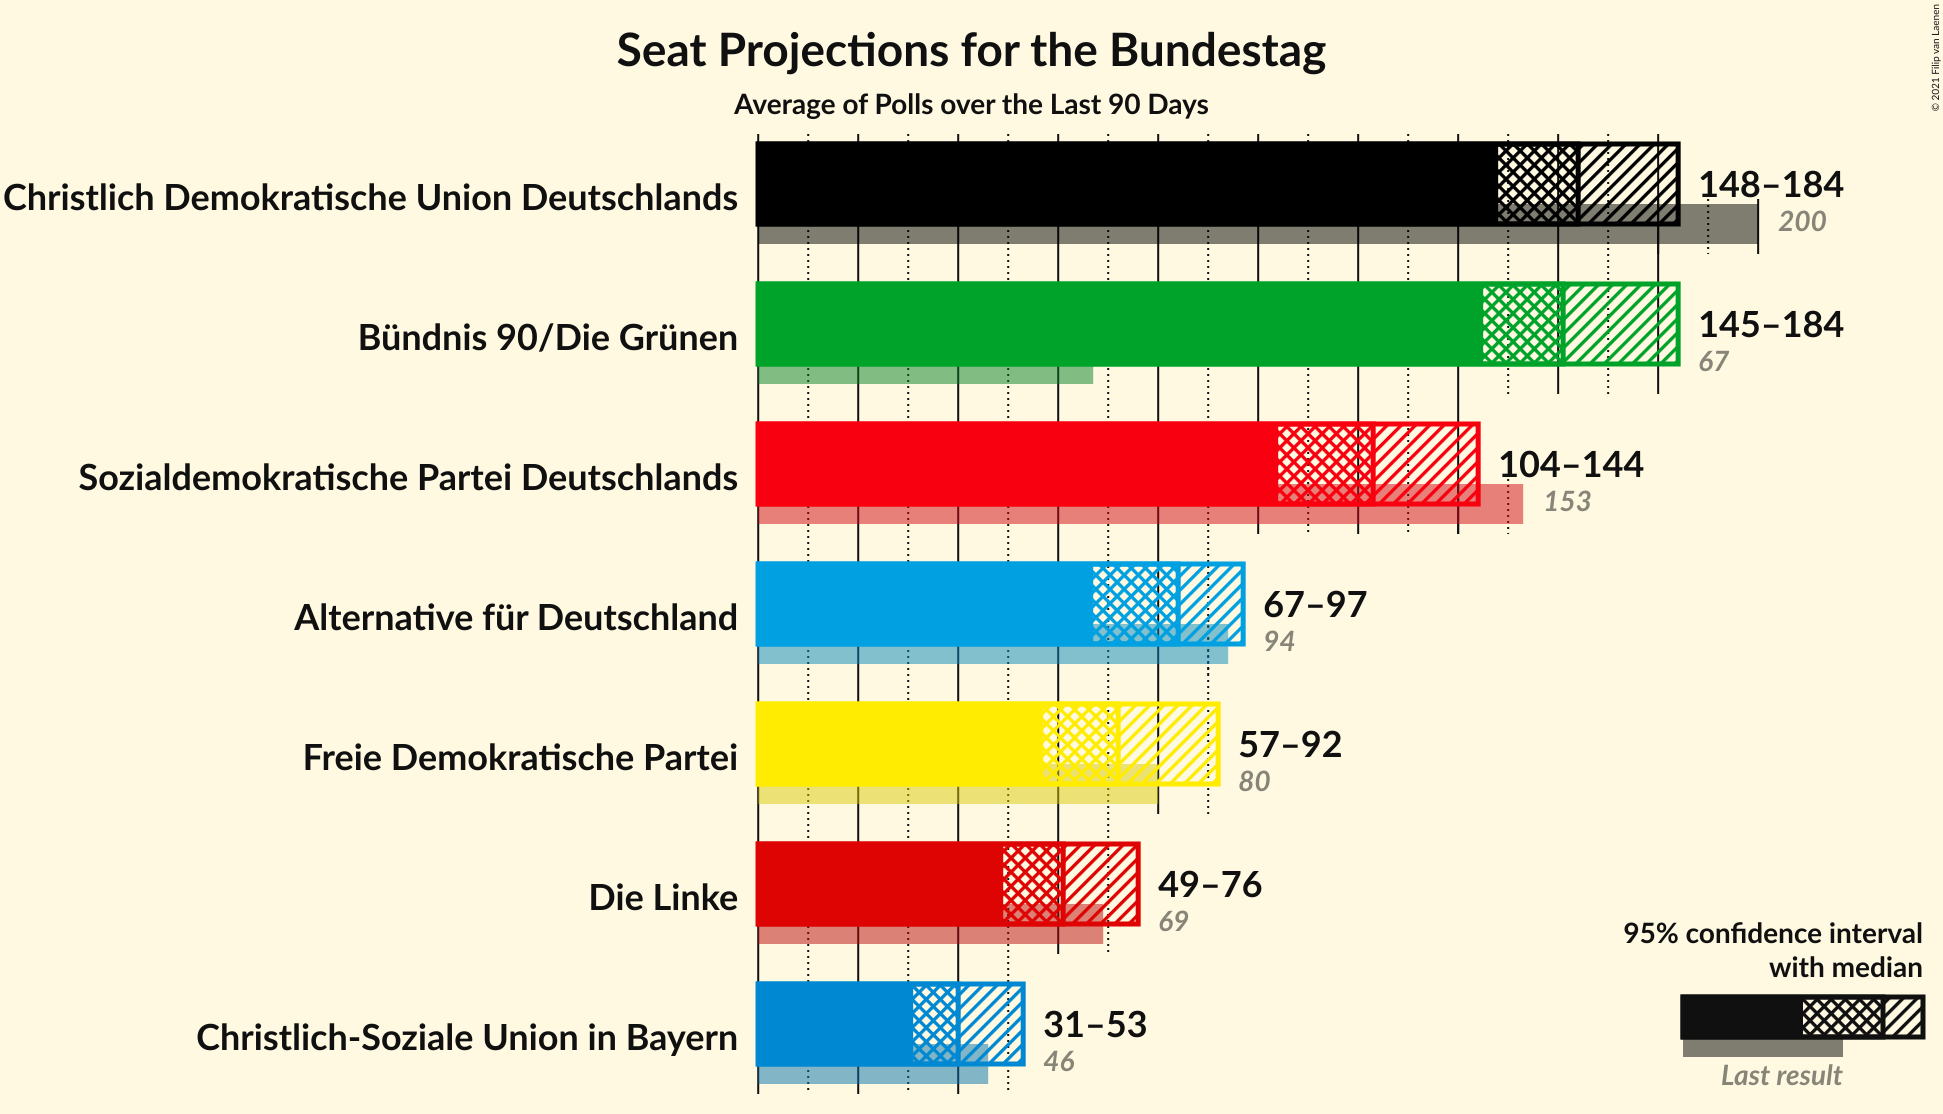 Seat Projections for the Bundestag
Average of Polls over the Last 90 Days
© 2021 Filip van Laenen
Christlich Demokratische Union Deutschlands
148–184
200
Bündnis 90/Die Grünen
145–184
67
Sozialdemokratische Partei Deutschlands
104–144
153
Alternative für Deutschland
67–97
94
Freie Demokratische Partei
57–92
80
Die Linke
49–76
69
Christlich-Soziale Union in Bayern
31–53
46
95% confidence interval
with median
Last result